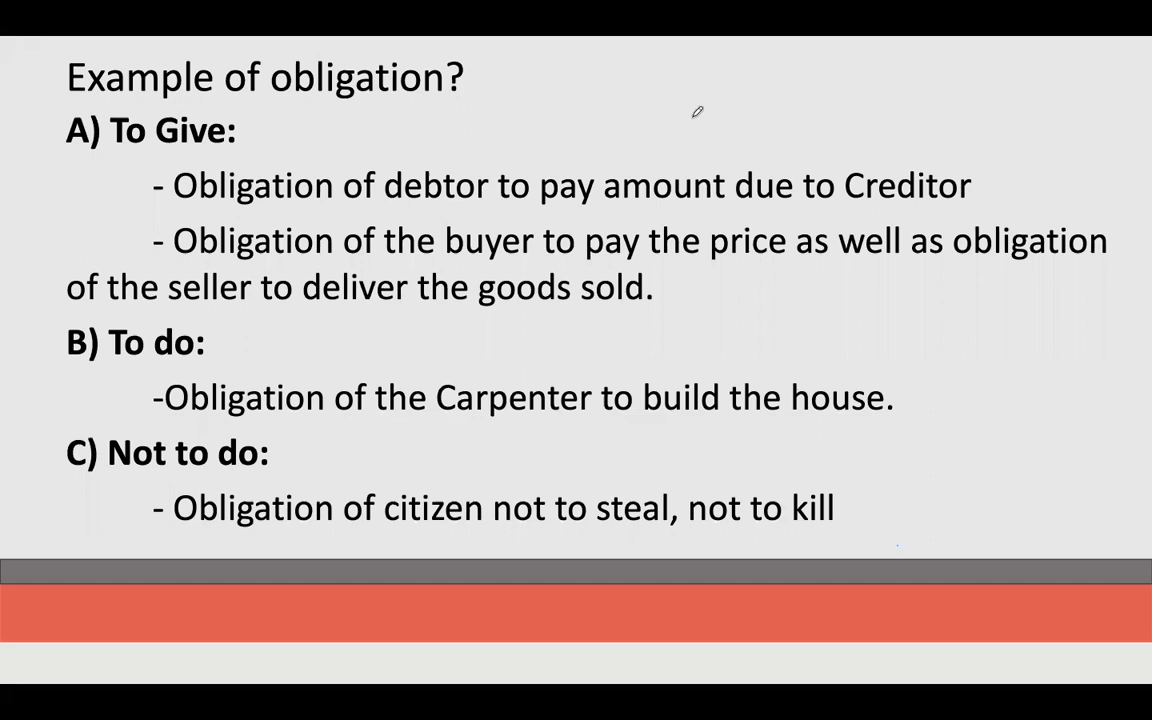 Example of obligation?
A) To Give:
- Obligation of debtor to pay amount due to Creditor
- Obligation of the buyer to pay the price as well as obligation
of the seller to deliver the goods sold.
B) To do:
-Obligation of the Carpenter to build the house.
C) Not to do:
- Obligation of citizen not to steal, not to kill